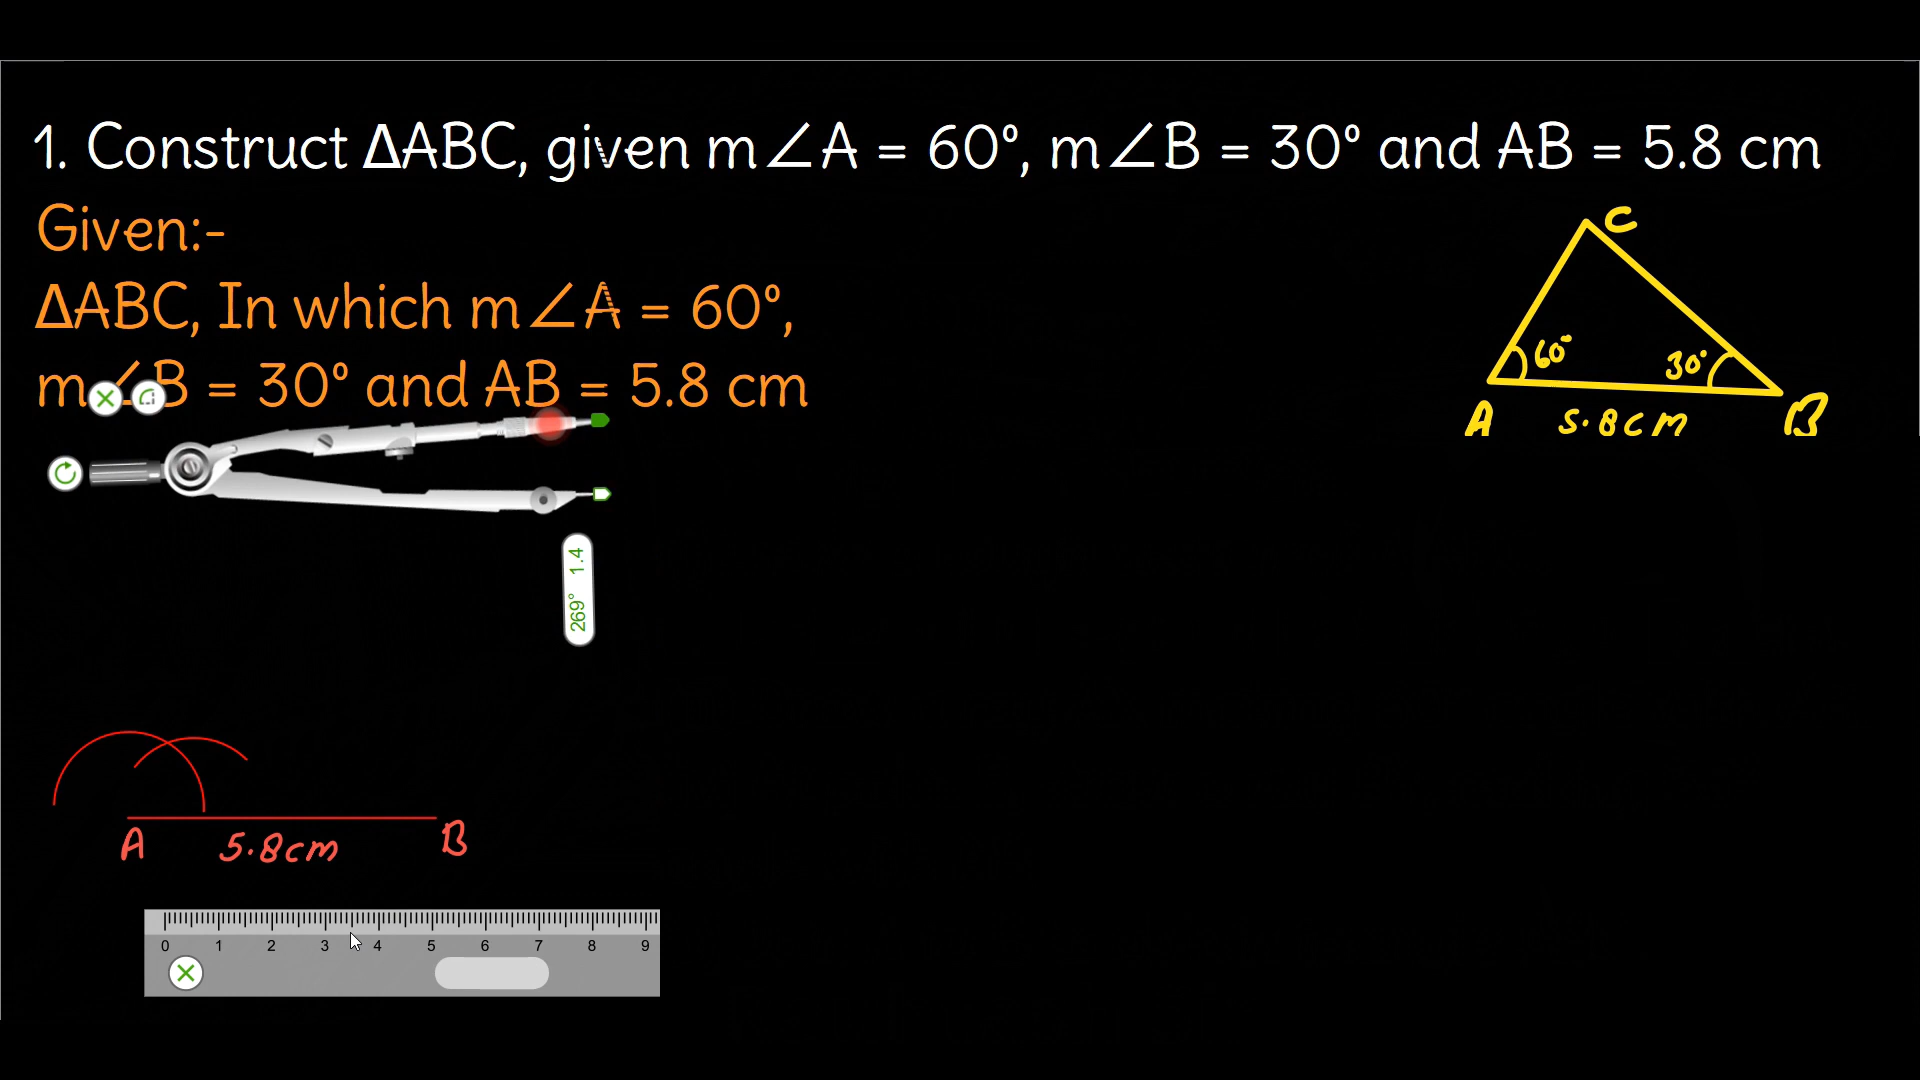 1. Construct ΔABC, given m∠A = 60°, m∠B = 30° and AB = 5.8 cm
Given:-
ΔABC, In which m∠A = 60°,
m∠B = 30° and AB = 5.8 cm
C
60°
30°
A
5.8cm
B
269° 1.4
A
5.8cm
B
0 1 2 3 4 5 6 7 8 9